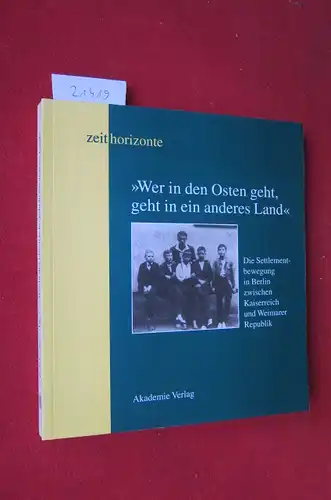 21419
zeithorizonte
»Wer in den Osten geht,
geht in ein anderes Land«
Die Settlement-
bewegung
in Berlin
zwischen
Kaiserreich
und Weimarer
Republik
Akademie Verlag